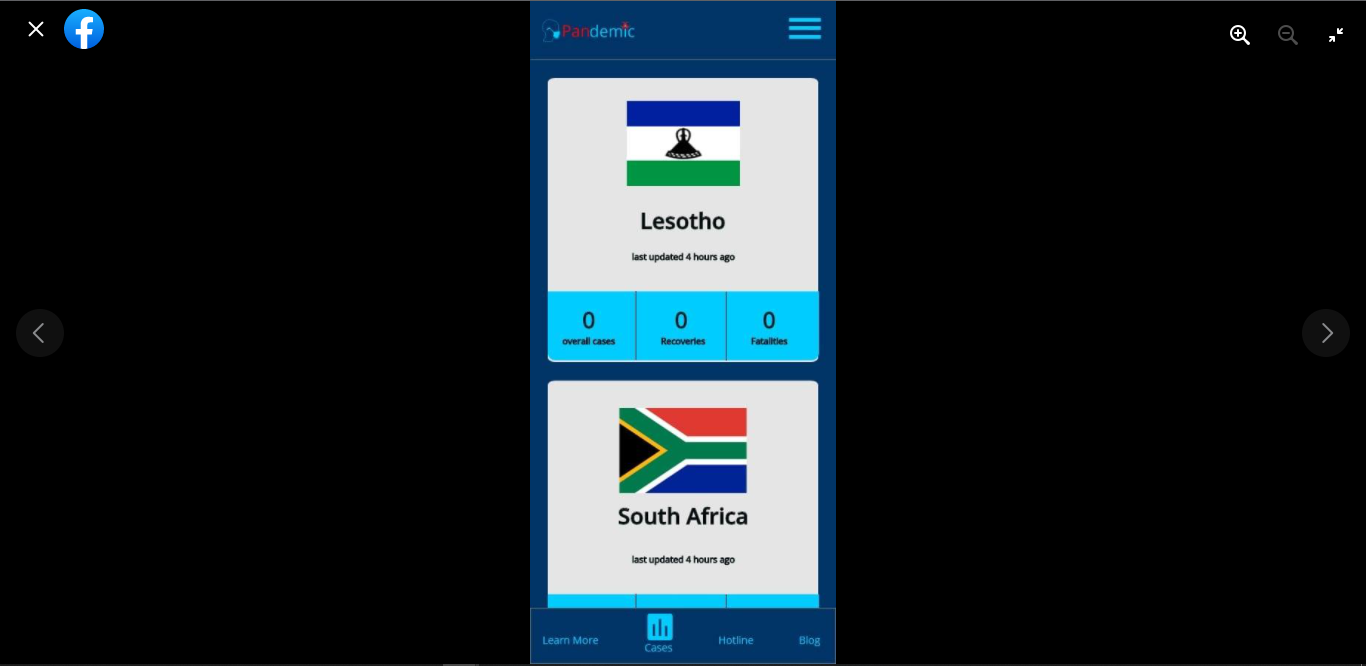 Pandemic
Lesotho
last updated 4 hours ago
0 0 0
overall cases Recoveries Fatalities
South Africa
last updated 4 hours ago
Learn More Cases Hotline Blog